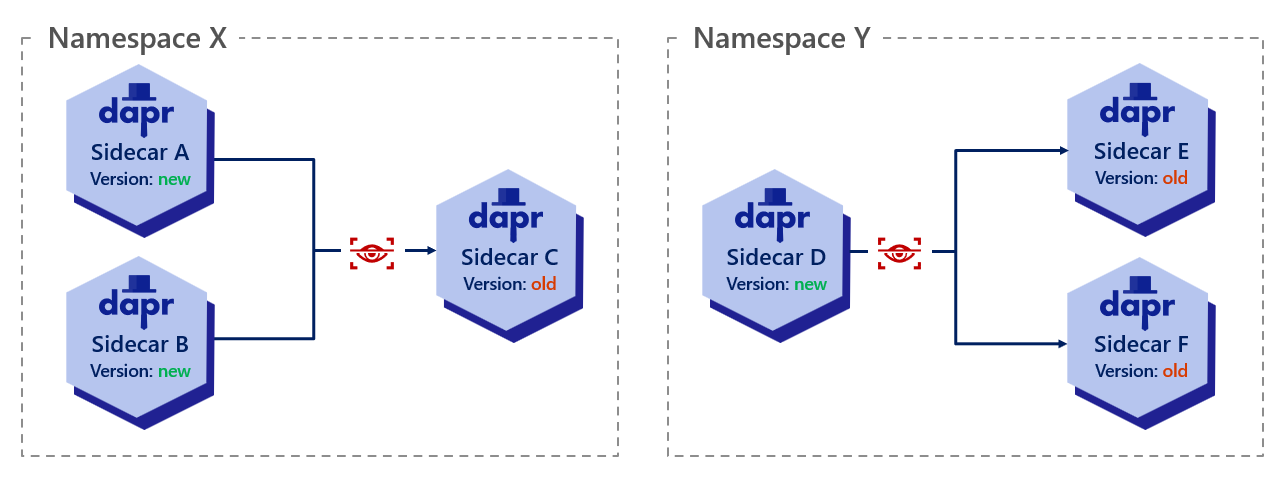 Namespace X
dapr
Sidecar A
Version: new
dapr
Sidecar B
Version: new
dapr
Sidecar C
Version: old
Namespace Y
dapr
Sidecar D
Version: new
dapr
Sidecar E
Version: old
dapr
Sidecar F
Version: old